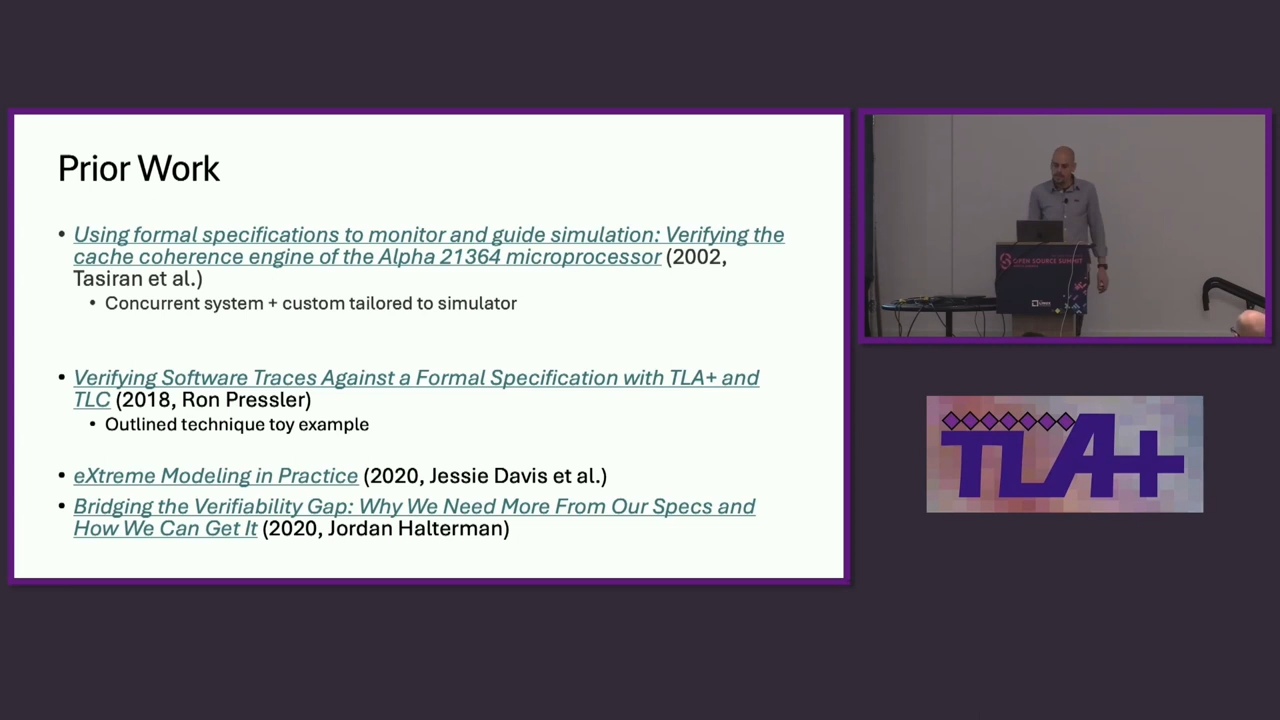 Prior Work
• Using formal specifications to monitor and guide simulation: Verifying the
cache coherence engine of the Alpha 21364 microprocessor (2002,
Tasiran et al.)
• Concurrent system + custom tailored to simulator
• Verifying Software Traces Against a Formal Specification with TLA+ and
TLC (2018, Ron Pressler)
• Outlined technique toy example
• eXtreme Modeling in Practice (2020, Jessie Davis et al.)
• Bridging the Verifiability Gap: Why We Need More From Our Specs and
How We Can Get It (2020, Jordan Halterman)
OPEN SOURCE SUMMIT
TLA+